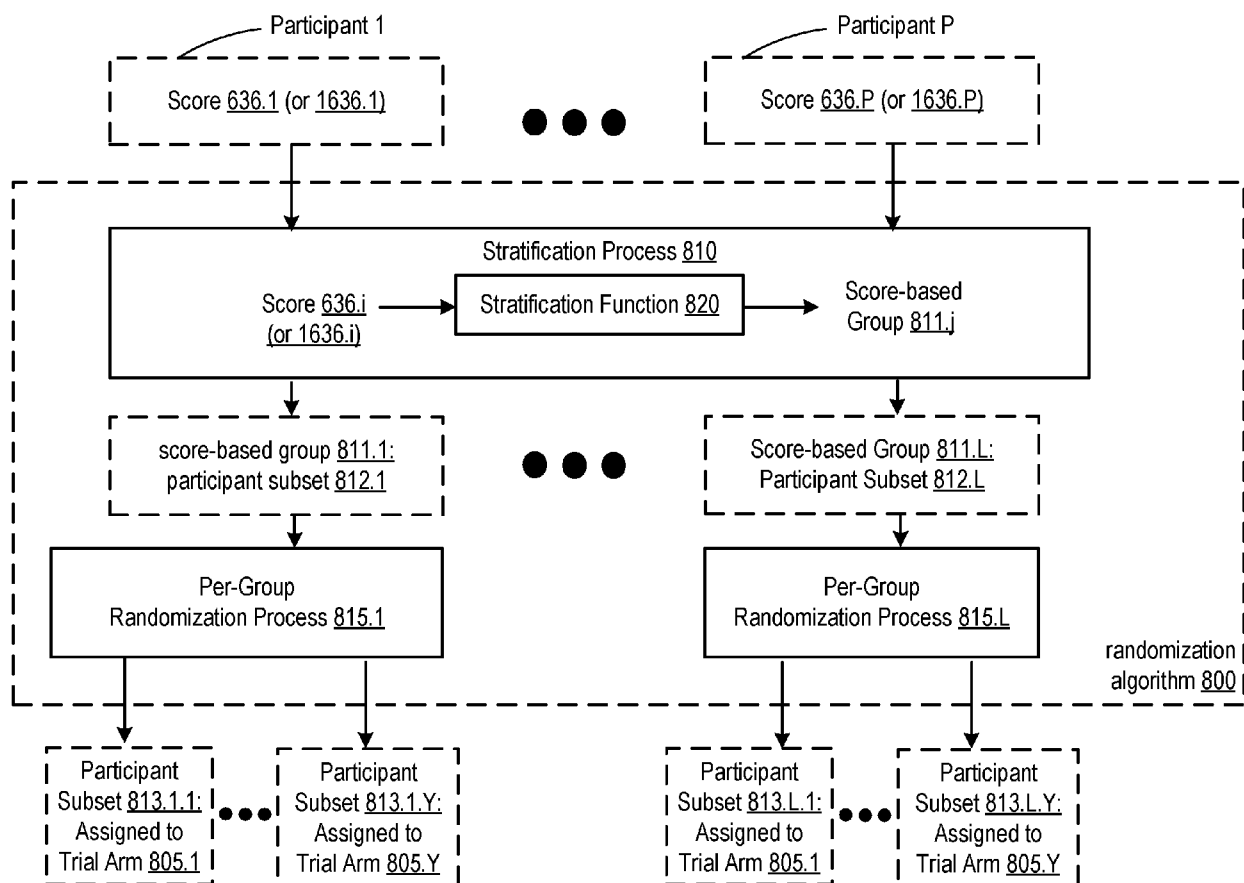 Participant 1
Participant P
Score 636.1 (or 1636.1)
Score 636.P (or 1636.P)
Stratification Process 810
Score 636.i
(or 1636.i)
Stratification Function 820
Score-based
Group 811.j
score-based group 811.1:
participant subset 812.1
Score-based Group 811.L:
Participant Subset 812.L
Per-Group
Randomization Process 815.1
Per-Group
Randomization Process 815.L
randomization
algorithm 800
Participant
Subset 813.1.1:
Assigned to
Trial Arm 805.1
Participant
Subset 813.1.Y:
Assigned to
Trial Arm 805.Y
Participant
Subset 813.L.1:
Assigned to
Trial Arm 805.1
Participant
Subset 813.L.Y:
Assigned to
Trial Arm 805.Y